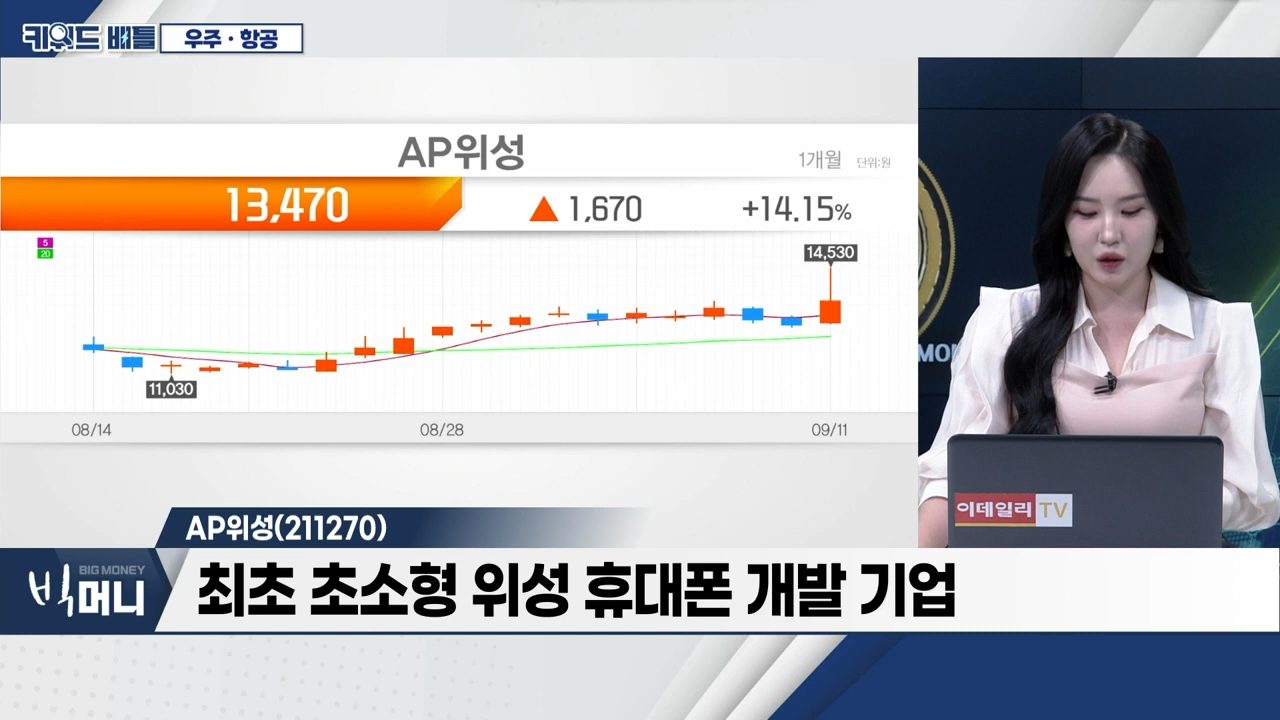 키워드 배틀 우주·항공
AP위성
1개월 단위:원
13,470 ▲ 1,670 +14.15%
5
20
14,530
11,030
08/14 08/28 09/11
이데일리 TV
AP위성(211270)
BIG MONEY
빅머니
최초 초소형 위성 휴대폰 개발 기업